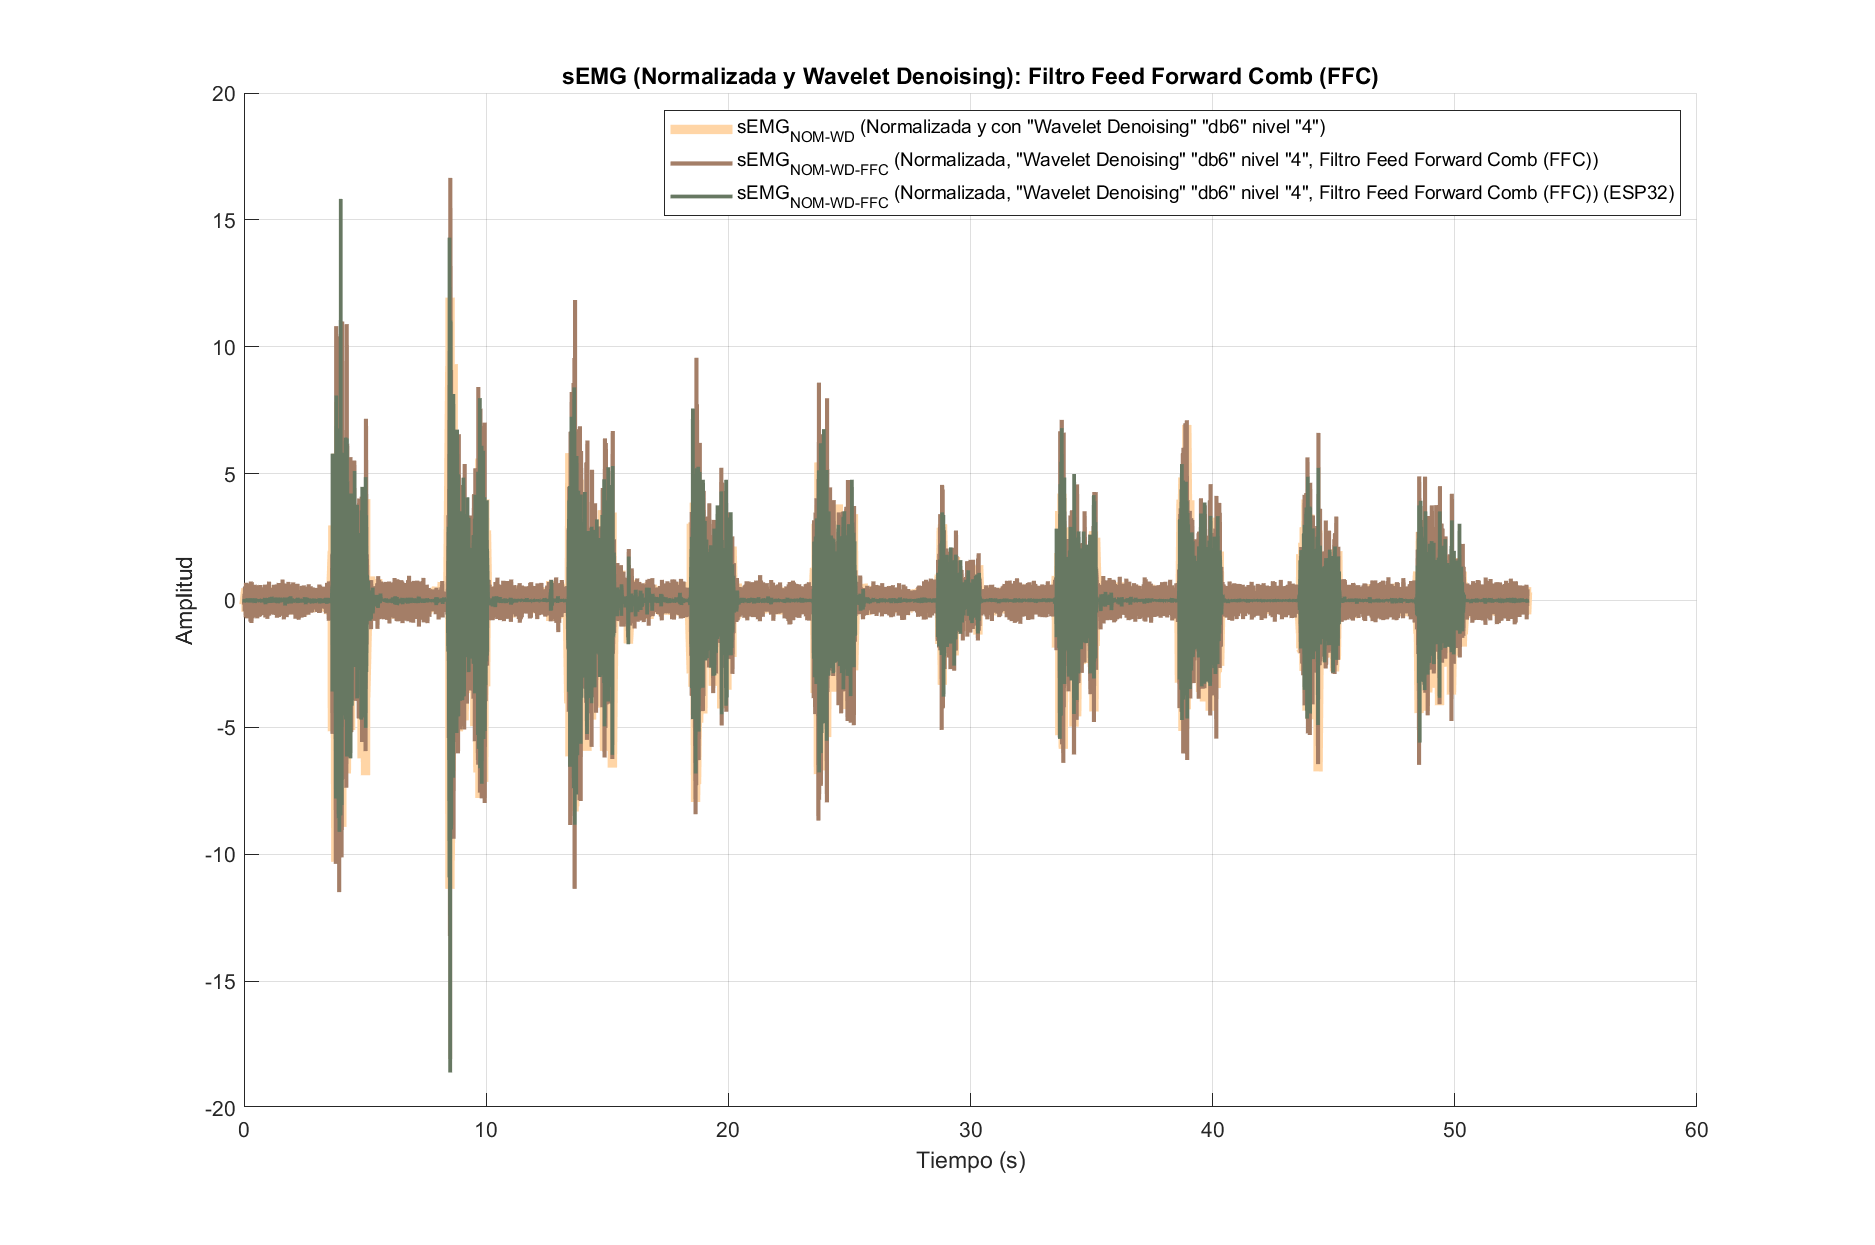 sEMG (Normalizada y Wavelet Denoising): Filtro Feed Forward Comb (FFC)
sEMG_NOM-WD (Normalizada y con "Wavelet Denoising" "db6" nivel "4")
sEMG_NOM-WD-FFC (Normalizada, "Wavelet Denoising" "db6" nivel "4", Filtro Feed Forward Comb (FFC))
sEMG_NOM-WD-FFC (Normalizada, "Wavelet Denoising" "db6" nivel "4", Filtro Feed Forward Comb (FFC)) (ESP32)
Amplitud
20
15
10
5
0
-5
-10
-15
-20
0 10 20 30 40 50 60
Tiempo (s)